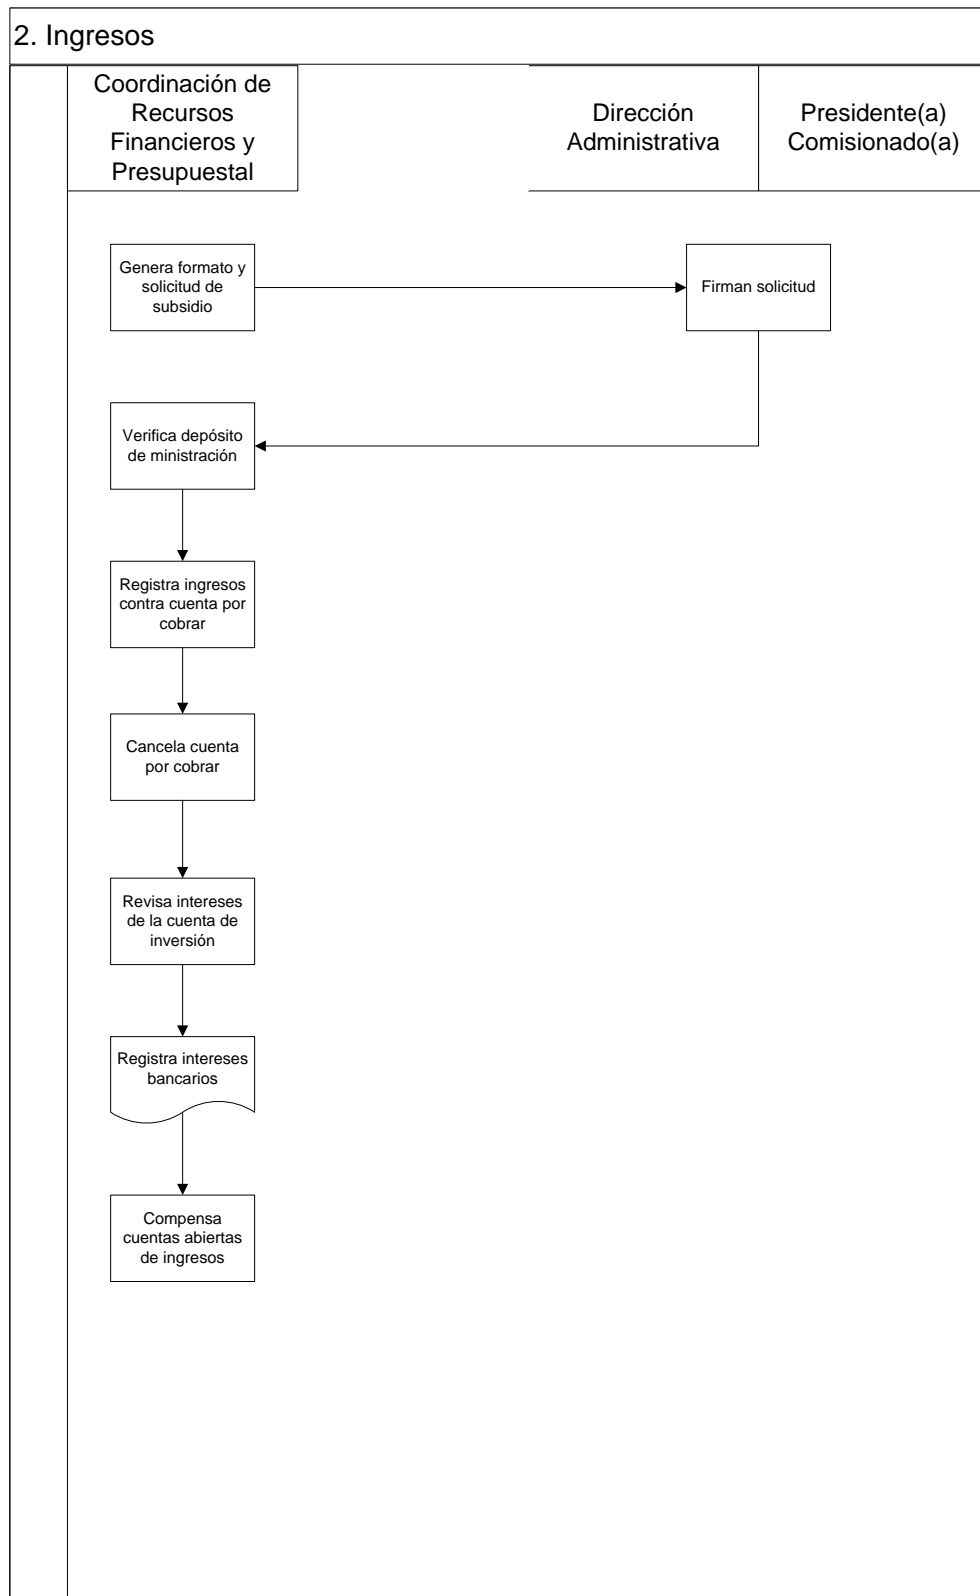 2. Ingresos
Coordinación de
Recursos
Financieros y
Presupuestal
Dirección
Administrativa
Presidente(a)
Comisionado(a)
Genera formato y
solicitud de
subsidio
Firman solicitud
Verifica depósito
de ministración
Registra ingresos
contra cuenta por
cobrar
Cancela cuenta
por cobrar
Revisa intereses
de la cuenta de
inversión
Registra intereses
bancarios
Compensa
cuentas abiertas
de ingresos